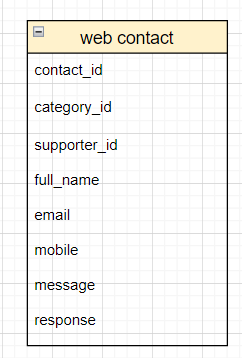 web contact
contact_id
category_id
supporter_id
full_name
email
mobile
message
response